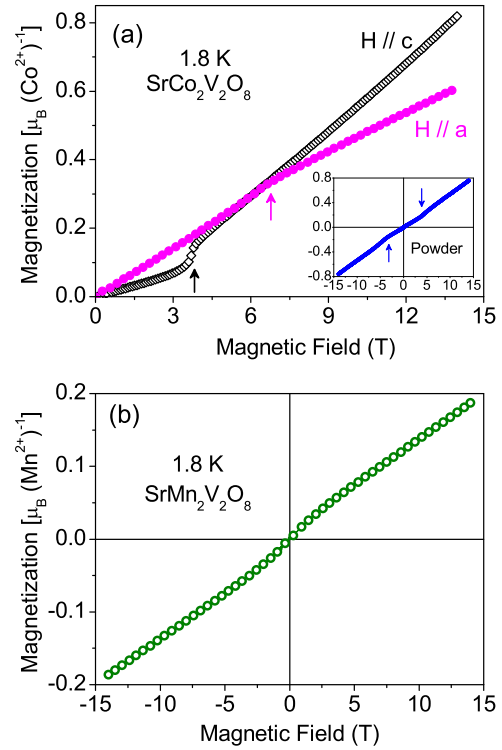 (a)
1.8 K
SrCo₂V₂O₈
H // c
H // a
Magnetization [μ_B (Co²⁺)⁻¹]
0.8
0.6
0.4
0.2
0.0
0 3 6 9 12 15
Magnetic Field (T)
0.8
0.4
0.0
-0.4
-0.8
-15 -10 -5 0 5 10 15
Powder
(b)
1.8 K
SrMn₂V₂O₈
Magnetization [μ_B (Mn²⁺)⁻¹]
0.2
0.1
0.0
-0.1
-0.2
-15 -10 -5 0 5 10 15
Magnetic Field (T)